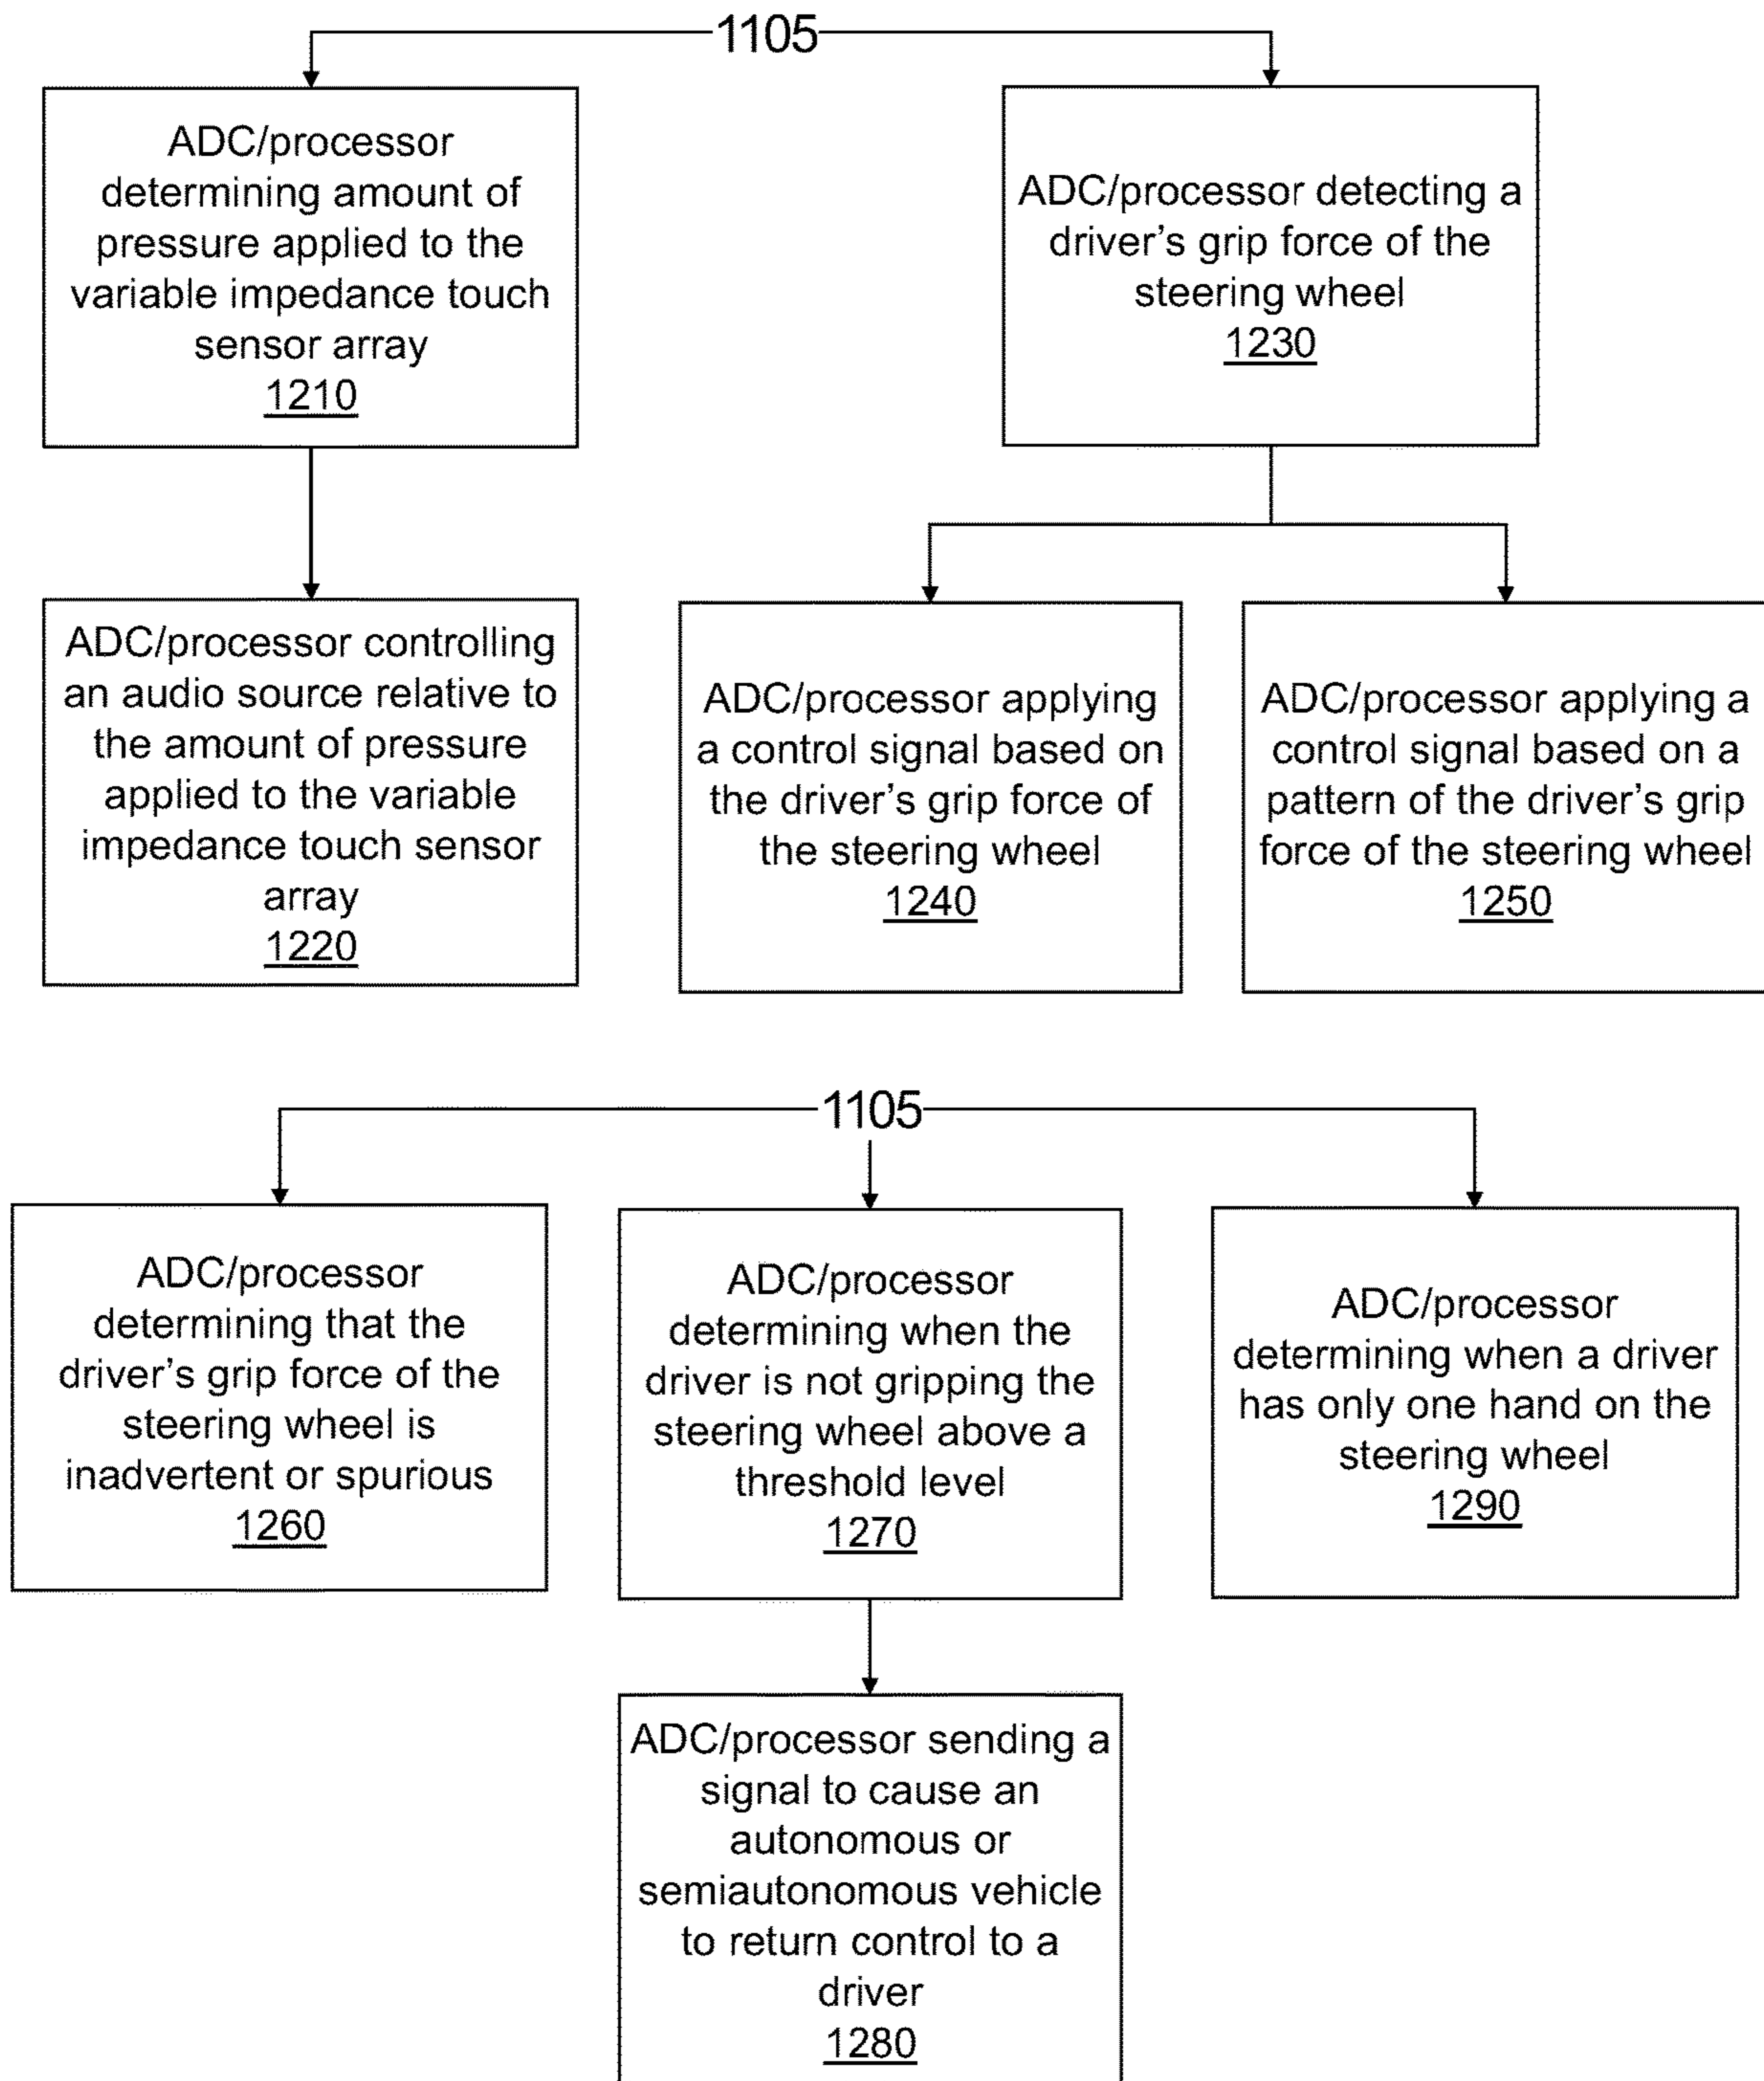 1105
ADC/processor
determining amount of
pressure applied to the
variable impedance touch
sensor array
1210
ADC/processor detecting a
driver's grip force of the
steering wheel
1230
ADC/processor controlling
an audio source relative to
the amount of pressure
applied to the variable
impedance touch sensor
array
1220
ADC/processor applying
a control signal based on
the driver's grip force of
the steering wheel
1240
ADC/processor applying a
control signal based on a
pattern of the driver's grip
force of the steering wheel
1250
1105
ADC/processor
determining that the
driver's grip force of the
steering wheel is
inadvertent or spurious
1260
ADC/processor
determining when the
driver is not gripping the
steering wheel above a
threshold level
1270
ADC/processor
determining when a driver
has only one hand on the
steering wheel
1290
ADC/processor sending a
signal to cause an
autonomous or
semiautonomous vehicle
to return control to a
driver
1280